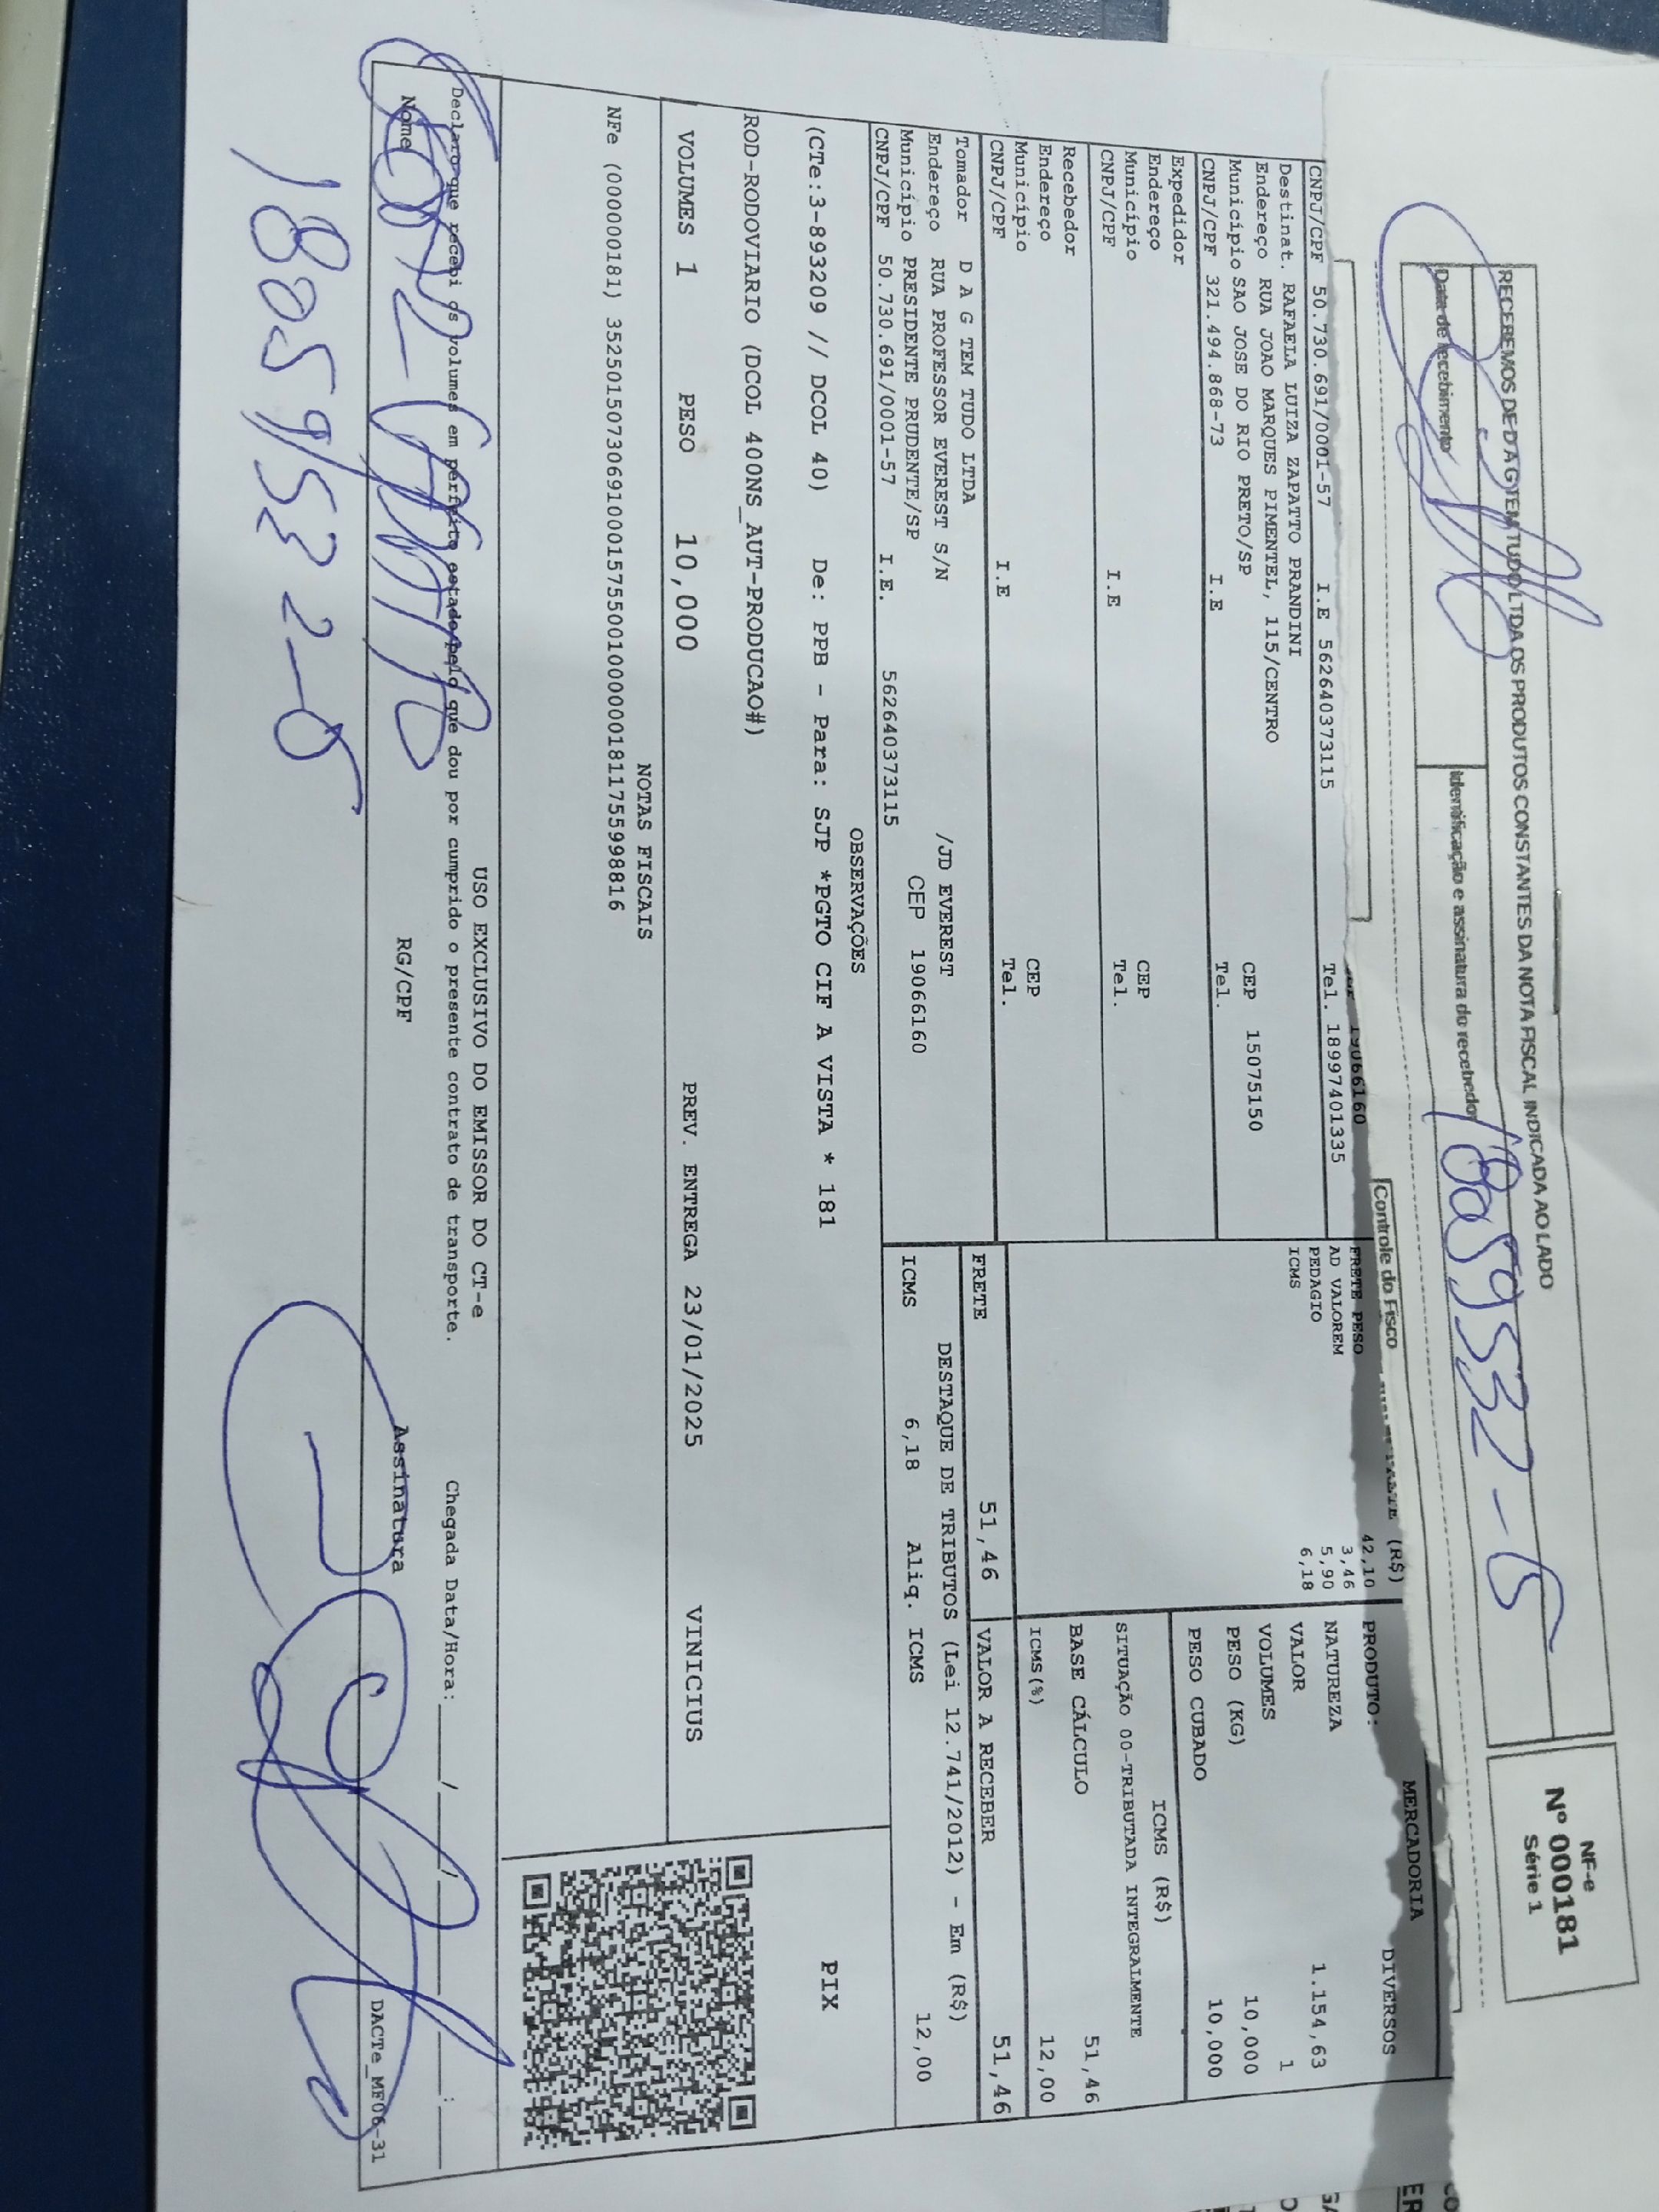 RECEBEMOS DE D A G TEM TUDO LTDA OS PRODUTOS CONSTANTES DA NOTA FISCAL INDICADA AO LADO
Data de recebimento
Identificação e assinatura do recebedor
18059532-5
NF-e
Nº 000181
Série 1
Controle do Fisco
19066160
CNPJ/CPF 50.730.691/0001-57 I.E 56264037 3115 Tel. 18997401335
Destinat. RAFAELA LUIZA ZAPATTO PRANDINI
Endereço RUA JOAO MARQUES PIMENTEL, 115/CENTRO
Município SAO JOSE DO RIO PRETO/SP CEP 15075150
CNPJ/CPF 321.494.868-73 I.E Tel.
Expedidor
Endereço
Município CEP
CNPJ/CPF I.E Tel.
Recebedor
Endereço
Município CEP
CNPJ/CPF I.E Tel.
Tomador D A G TEM TUDO LTDA
Endereço RUA PROFESSOR EVEREST S/N /JD EVEREST
Município PRESIDENTE PRUDENTE/SP CEP 19066160
CNPJ/CPF 50.730.691/0001-57 I.E. 562640373115
(R$)
FRETE PESO 42,10
AD VALOREM 3,46
PEDAGIO 5,90
ICMS 6,18
MERCADORIA
PRODUTO: DIVERSOS
NATUREZA
VALOR 1.154,63
VOLUMES 1
PESO (KG) 10,000
PESO CUBADO 10,000
ICMS (R$)
SITUAÇÃO 00-TRIBUTADA INTEGRALMENTE
BASE CÁLCULO 51,46
ICMS(%) 12,00
FRETE 51,46 VALOR A RECEBER 51,46
DESTAQUE DE TRIBUTOS (Lei 12.741/2012) - Em (R$)
ICMS 6,18 Aliq. ICMS 12,00
OBSERVAÇÕES
(CTe:3-893209 // DCOL 40) De: PPB - Para: SJP *PGTO CIF A VISTA * 181
PIX
ROD-RODOVIARIO (DCOL 400NS_AUT-PRODUCAO#)
VOLUMES 1 PESO 10,000 PREV. ENTREGA 23/01/2025 VINICIUS
NOTAS FISCAIS
NFe (000000181) 35250150730691000157550010000001811755998816
USO EXCLUSIVO DO EMISSOR DO CT-e
Declaro que recebi os volumes em perfeito estado pelo que dou por cumprido o presente contrato de transporte. Chegada Data/Hora: ____/____/________ ____:____
Nome RG/CPF Assinatura
DACTe_MF06-31
18059532-5